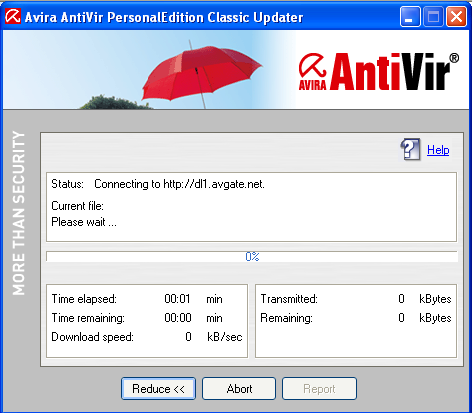 Avira AntiVir PersonalEdition Classic Updater
AVIRA AntiVir®
MORE THAN SECURITY
Help
Status: Connecting to http://dl1.avgate.net.
Current file:
Please wait ...
0%
Time elapsed: 00:01 min
Time remaining: 00:00 min
Download speed: 0 kB/sec
Transmitted: 0 kBytes
Remaining: 0 kBytes
Reduce << Abort Report